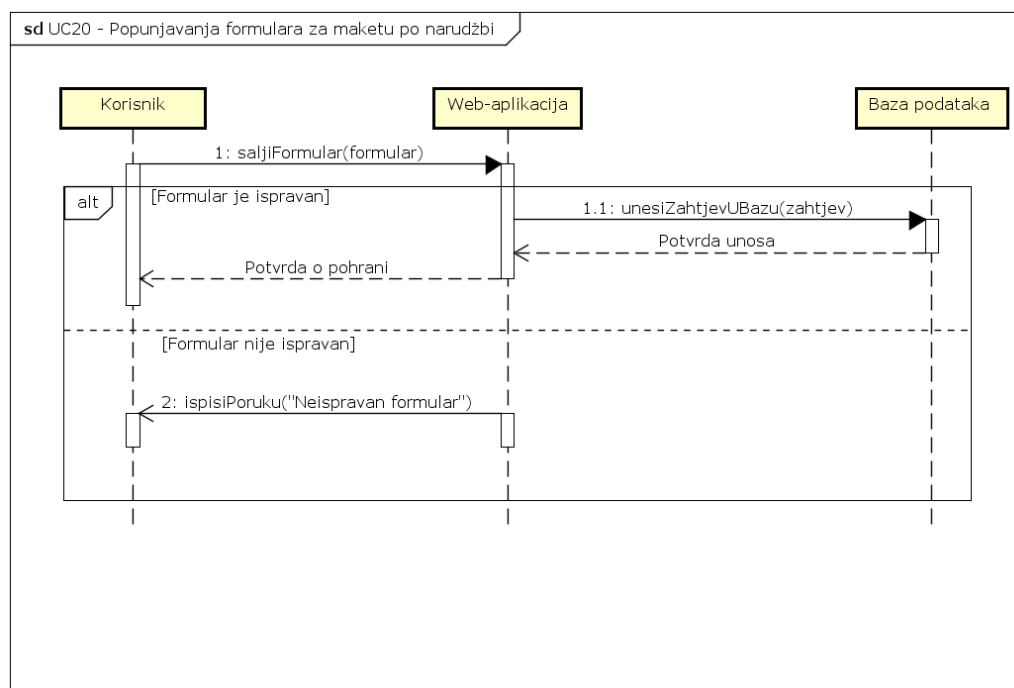 sd UC20 - Popunjavanja formulara za maketu po narudžbi
Korisnik
Web-aplikacija
Baza podataka
1: saljiFormular(formular)
alt
[Formular je ispravan]
1.1: unesiZahtjevUBazu(zahtjev)
Potvrda unosa
Potvrda o pohrani
[Formular nije ispravan]
2: ispisiPoruku("Neispravan formular")